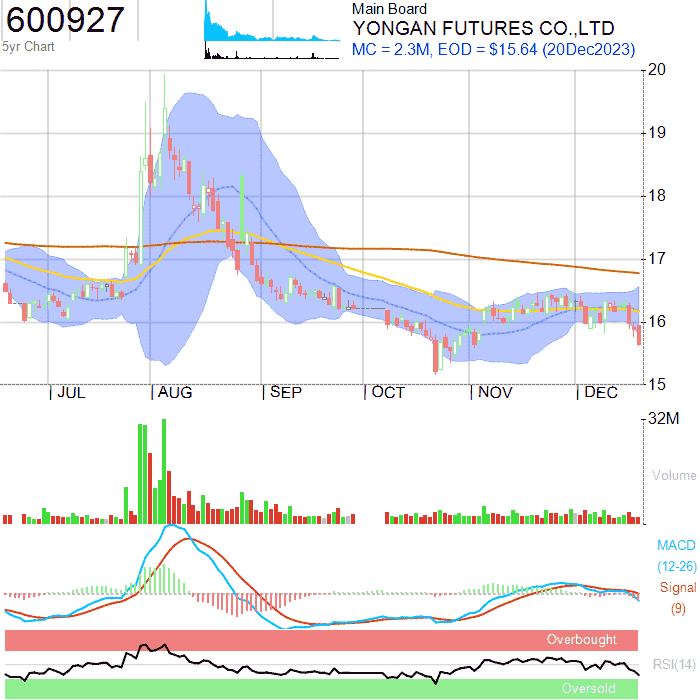 600927
5yr Chart
Main Board
YONGAN FUTURES CO.,LTD
MC = 2.3M, EOD = $15.64 (20Dec2023)
20
19
18
17
16
15
JUL
AUG
SEP
OCT
NOV
DEC
32M
Volume
MACD
(12-26)
Signal
(9)
Overbought
RSI(14)
Oversold